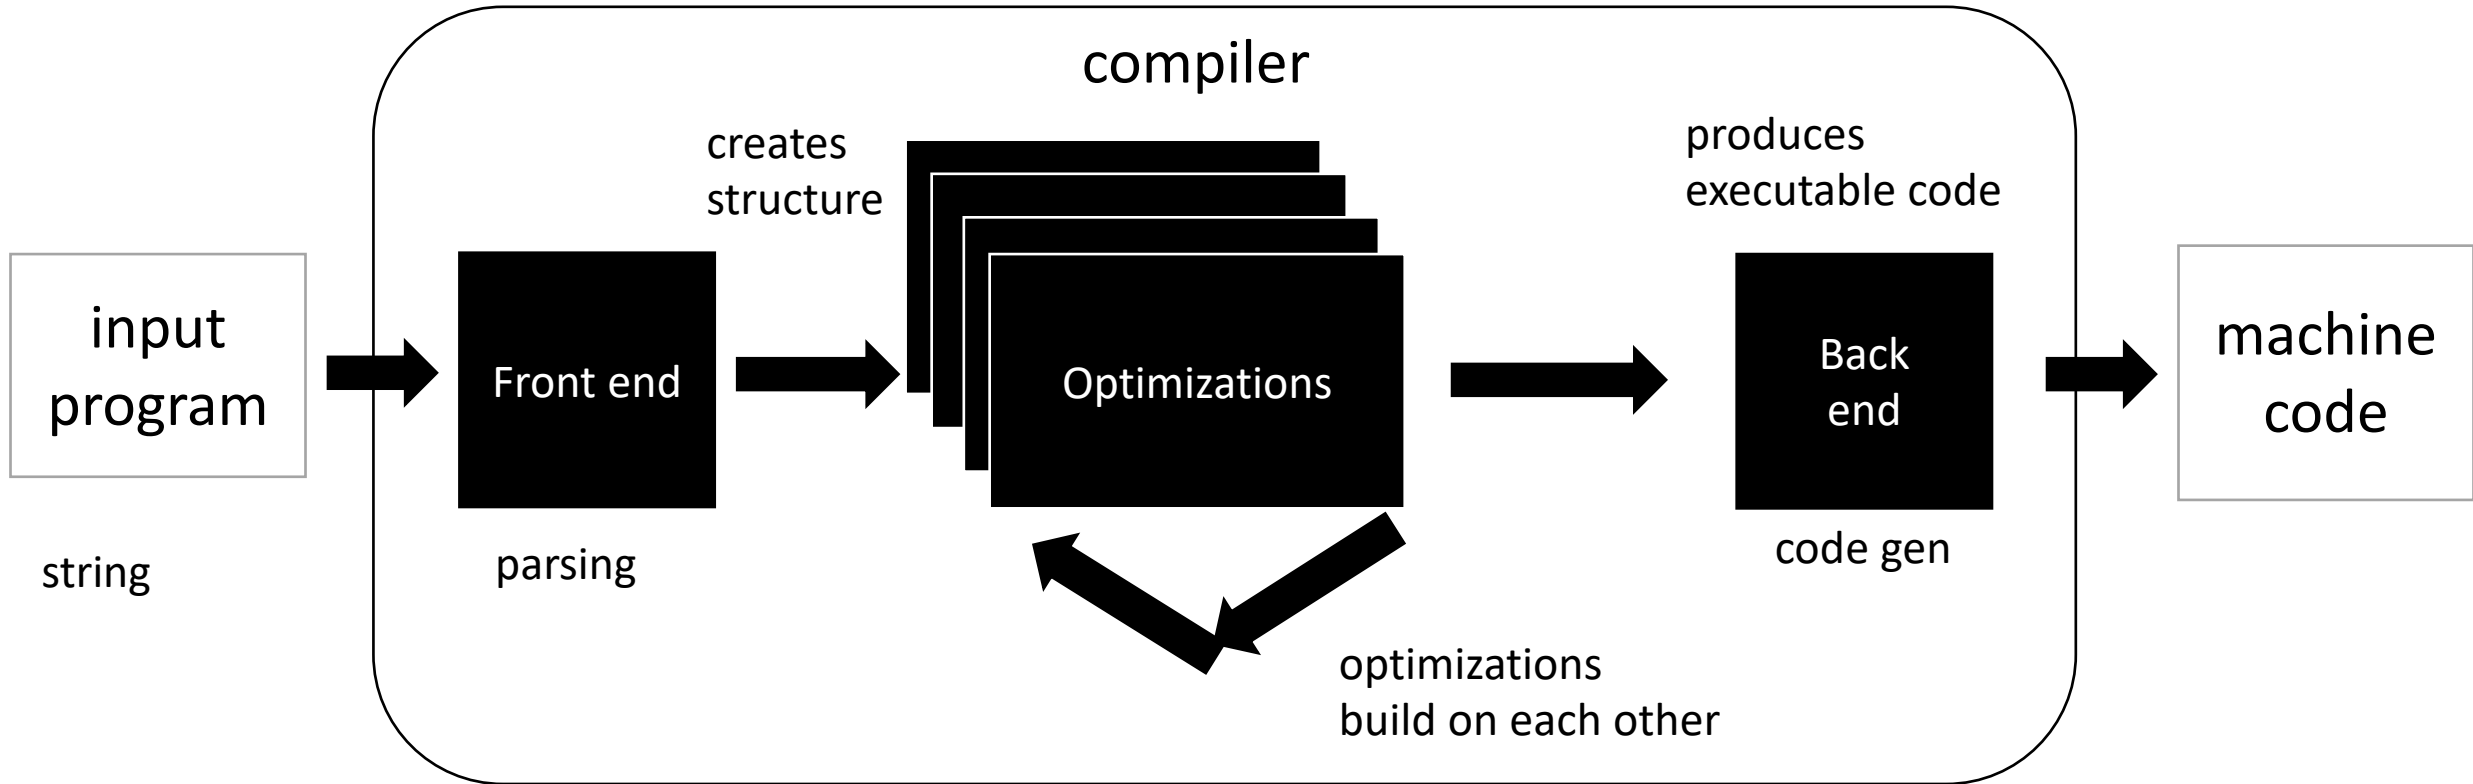 compiler
creates
structure
produces
executable code
input
program
Front end
Optimizations
Back
end
machine
code
string
parsing
code gen
optimizations
build on each other